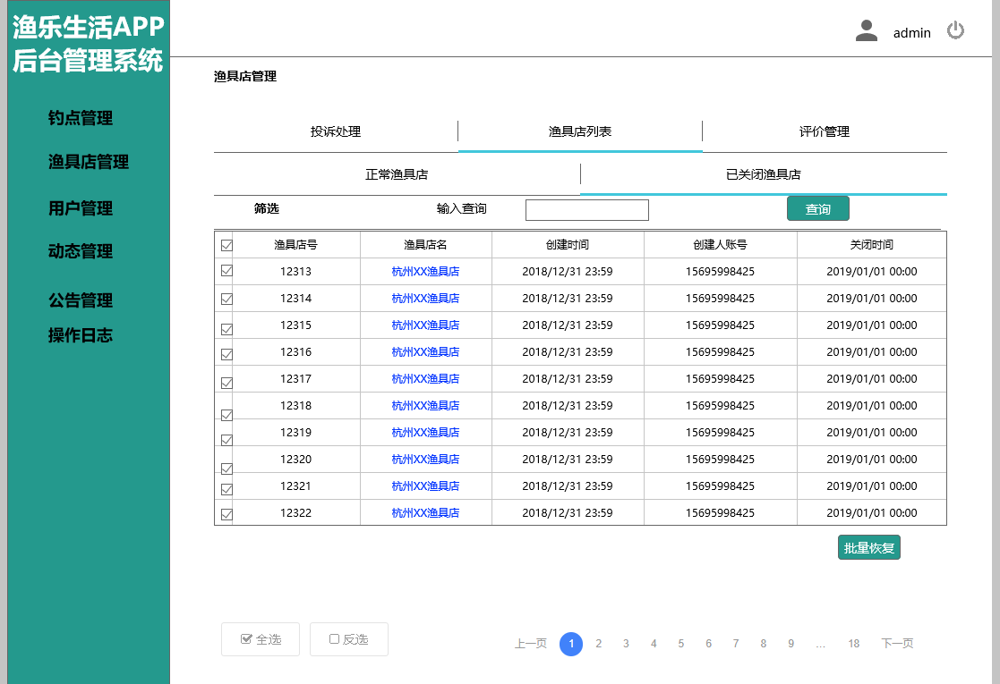 渔乐生活APP
后台管理系统
admin
渔具店管理
钓点管理
渔具店管理
用户管理
动态管理
公告管理
操作日志
投诉处理 渔具店列表 评价管理
正常渔具店 已关闭渔具店
筛选 输入查询 查询
渔具店号 渔具店名 创建时间 创建人账号 关闭时间
12313 杭州XX渔具店 2018/12/31 23:59 15695998425 2019/01/01 00:00
12314 杭州XX渔具店 2018/12/31 23:59 15695998425 2019/01/01 00:00
12315 杭州XX渔具店 2018/12/31 23:59 15695998425 2019/01/01 00:00
12316 杭州XX渔具店 2018/12/31 23:59 15695998425 2019/01/01 00:00
12317 杭州XX渔具店 2018/12/31 23:59 15695998425 2019/01/01 00:00
12318 杭州XX渔具店 2018/12/31 23:59 15695998425 2019/01/01 00:00
12319 杭州XX渔具店 2018/12/31 23:59 15695998425 2019/01/01 00:00
12320 杭州XX渔具店 2018/12/31 23:59 15695998425 2019/01/01 00:00
12321 杭州XX渔具店 2018/12/31 23:59 15695998425 2019/01/01 00:00
12322 杭州XX渔具店 2018/12/31 23:59 15695998425 2019/01/01 00:00
批量恢复
全选 反选 上一页 1 2 3 4 5 6 7 8 9 ... 18 下一页